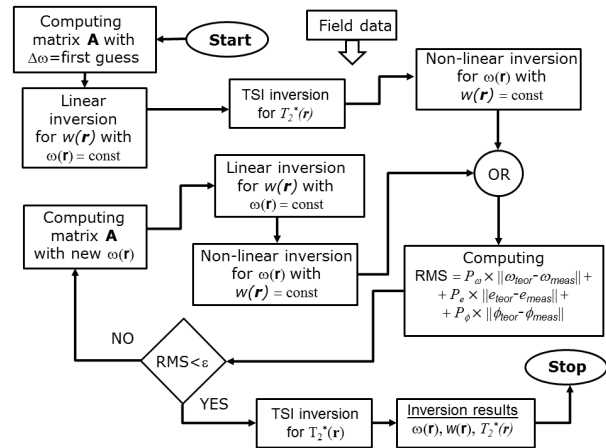 Computing
matrix A with
Δω=first guess
Start
Field data
Non-linear inversion
for ω(r) with
w(r) = const
Linear
inversion
for w(r) with
ω(r) = const
TSI inversion
for T₂*(r)
Linear inversion
for w(r) with
ω(r) = const
OR
Computing
matrix A
with new ω(r)
Non-linear inversion
for ω(r) with
w(r) = const
Computing
RMS = Pω × ||ωteor-ωmeas|| +
+ Pe × ||eteor-emeas|| +
+ Pϕ × ||ϕteor-ϕmeas||
NO
RMS<ε
YES
Stop
TSI inversion
for T₂*(r)
Inversion results
ω(r), w(r), T₂*(r)